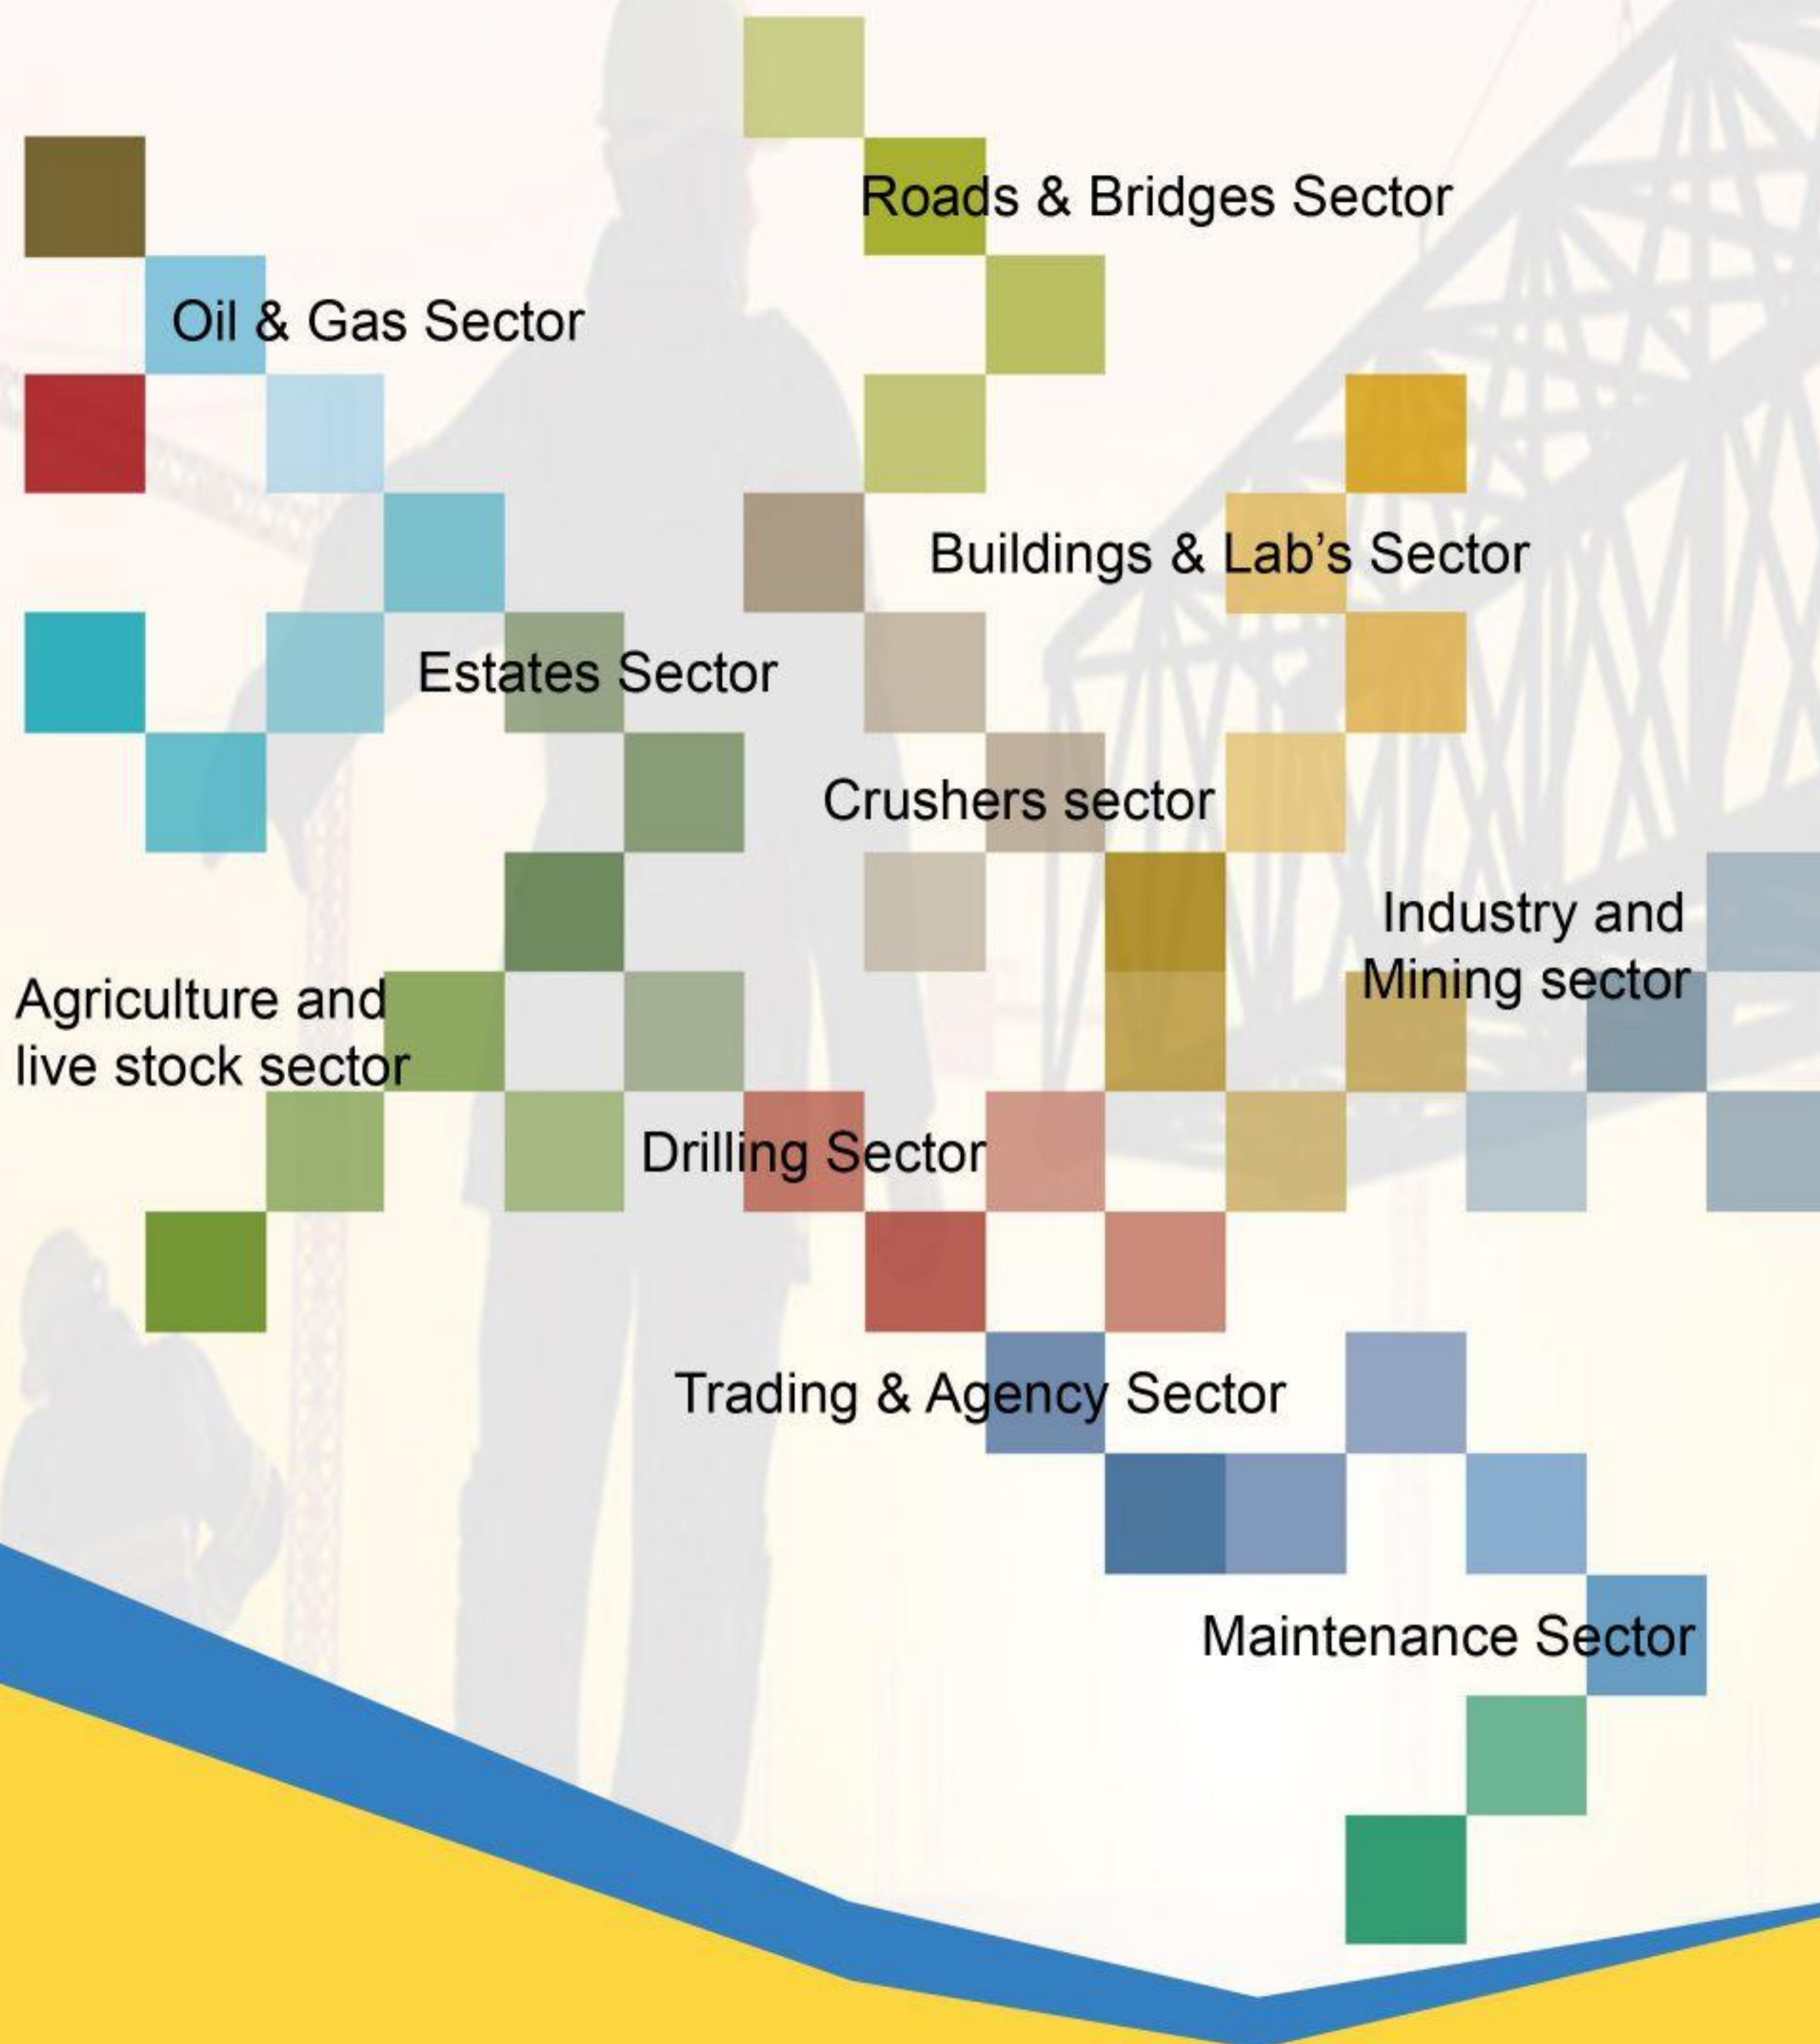 Roads & Bridges Sector
Oil & Gas Sector
Buildings & Lab’s Sector
Estates Sector
Crushers sector
Industry and
Mining sector
Agriculture and
live stock sector
Drilling Sector
Trading & Agency Sector
Maintenance Sector